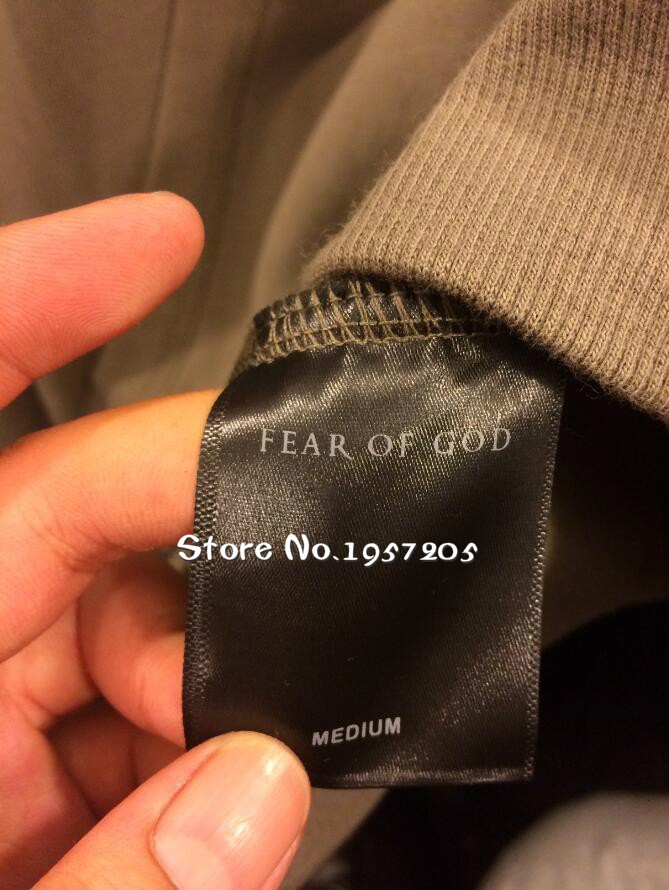 FEAR OF GOD
Store No.1957205
MEDIUM